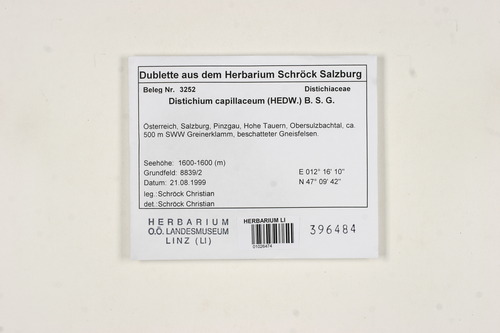 Dublette aus dem Herbarium Schröck Salzburg
Beleg Nr. 3252 Distichiaceae
Distichium capillaceum (HEDW.) B. S. G.
Österreich, Salzburg, Pinzgau, Hohe Tauern, Obersulzbachtal, ca.
500 m SWW Greinerklamm, beschatteter Gneisfelsen.
Seehöhe: 1600-1600 (m)
Grundfeld: 8839/2 E 012° 16' 10"
Datum: 21.08.1999 N 47° 09' 42"
leg. Schröck Christian
det. Schröck Christian
HERBARIUM
O.Ö. LANDESMUSEUM
LINZ (LI)
HERBARIUM LI
01026474
396484